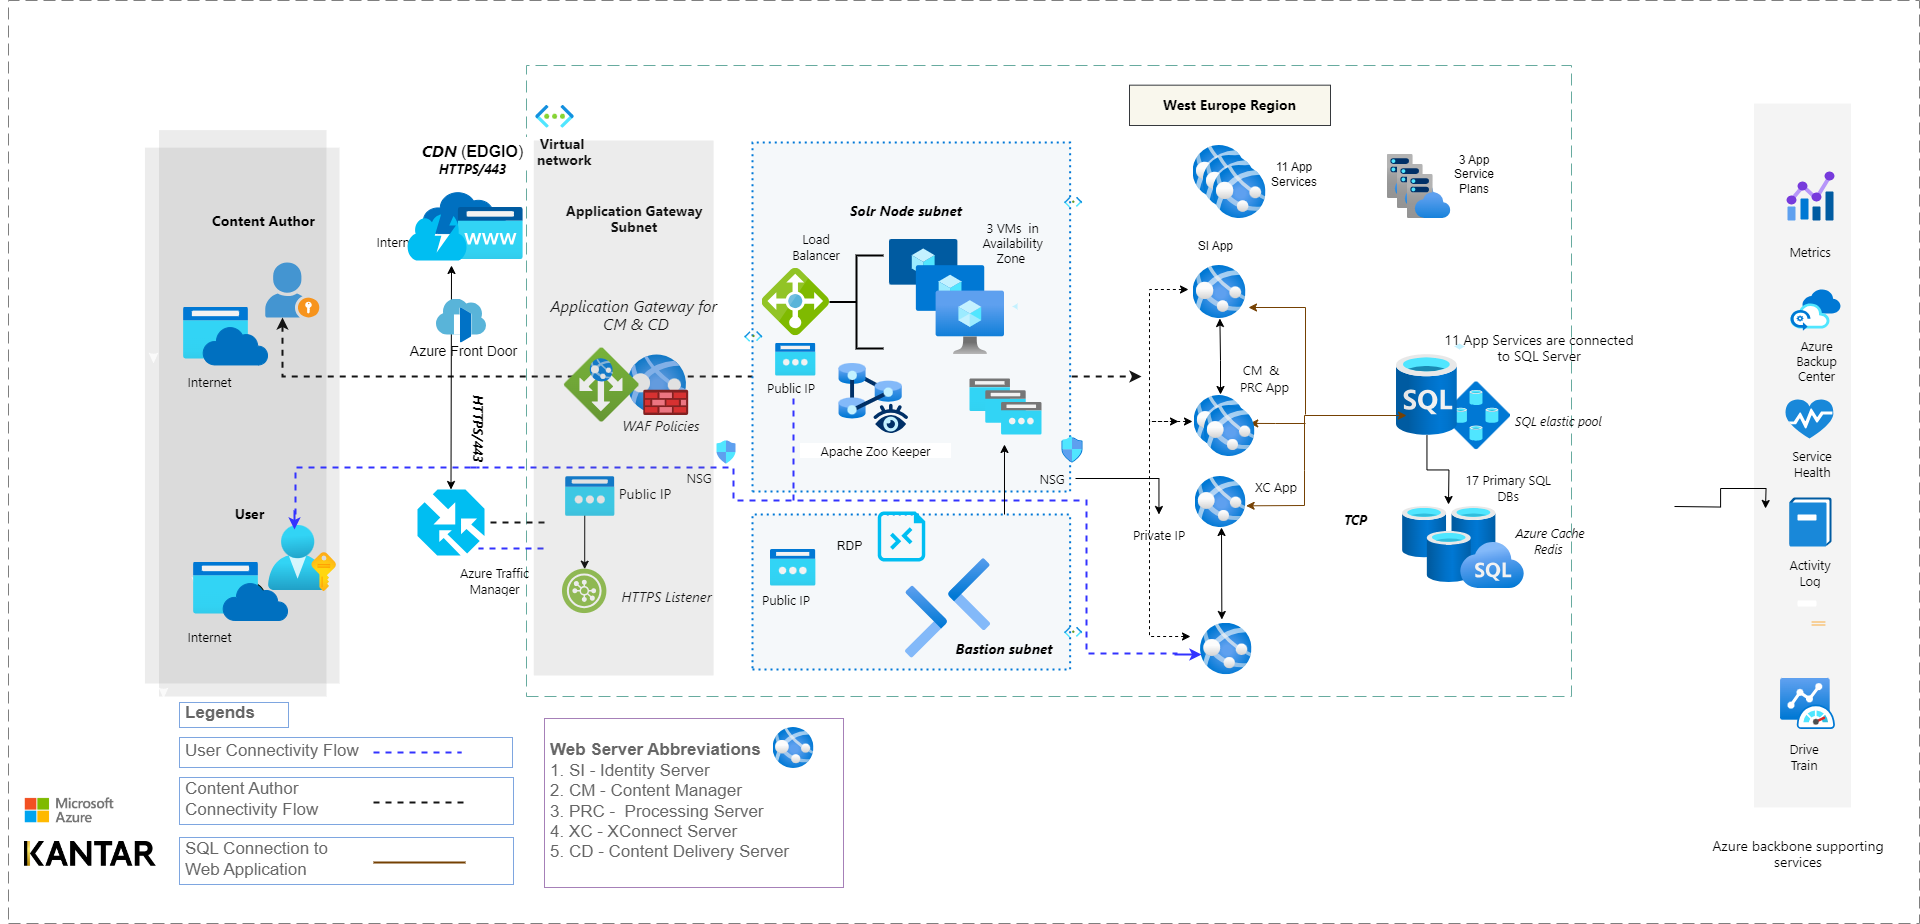 West Europe Region
CDN (EDGIO)
HTTPS/443
Virtual
network
11 App
Services
3 App
Service
Plans
Content Author
Application Gateway
Subnet
Solr Node subnet
Load
Balancer
3 VMs in
Availability
Zone
WWW
SI App
Metrics
Application Gateway for
CM & CD
Azure Front Door
Internet
Public IP
CM &
PRC App
11 App Services are connected
to SQL Server
SQL
SQL elastic pool
Azure
Backup
Center
HTTPS/443
WAF Policies
Apache Zoo Keeper
NSG
NSG
Service
Health
User
Public IP
XC App
17 Primary SQL
DBs
TCP
Private IP
RDP
Azure Cache
Redis
SQL
Activity
Log
Azure Traffic
Manager
HTTPS Listener
Public IP
Internet
Bastion subnet
Legends
User Connectivity Flow
Content Author
Connectivity Flow
SQL Connection to
Web Application
Web Server Abbreviations
1. SI - Identity Server
2. CM - Content Manager
3. PRC - Processing Server
4. XC - XConnect Server
5. CD - Content Delivery Server
Drive
Train
Microsoft
Azure
KANTAR
Azure backbone supporting
services